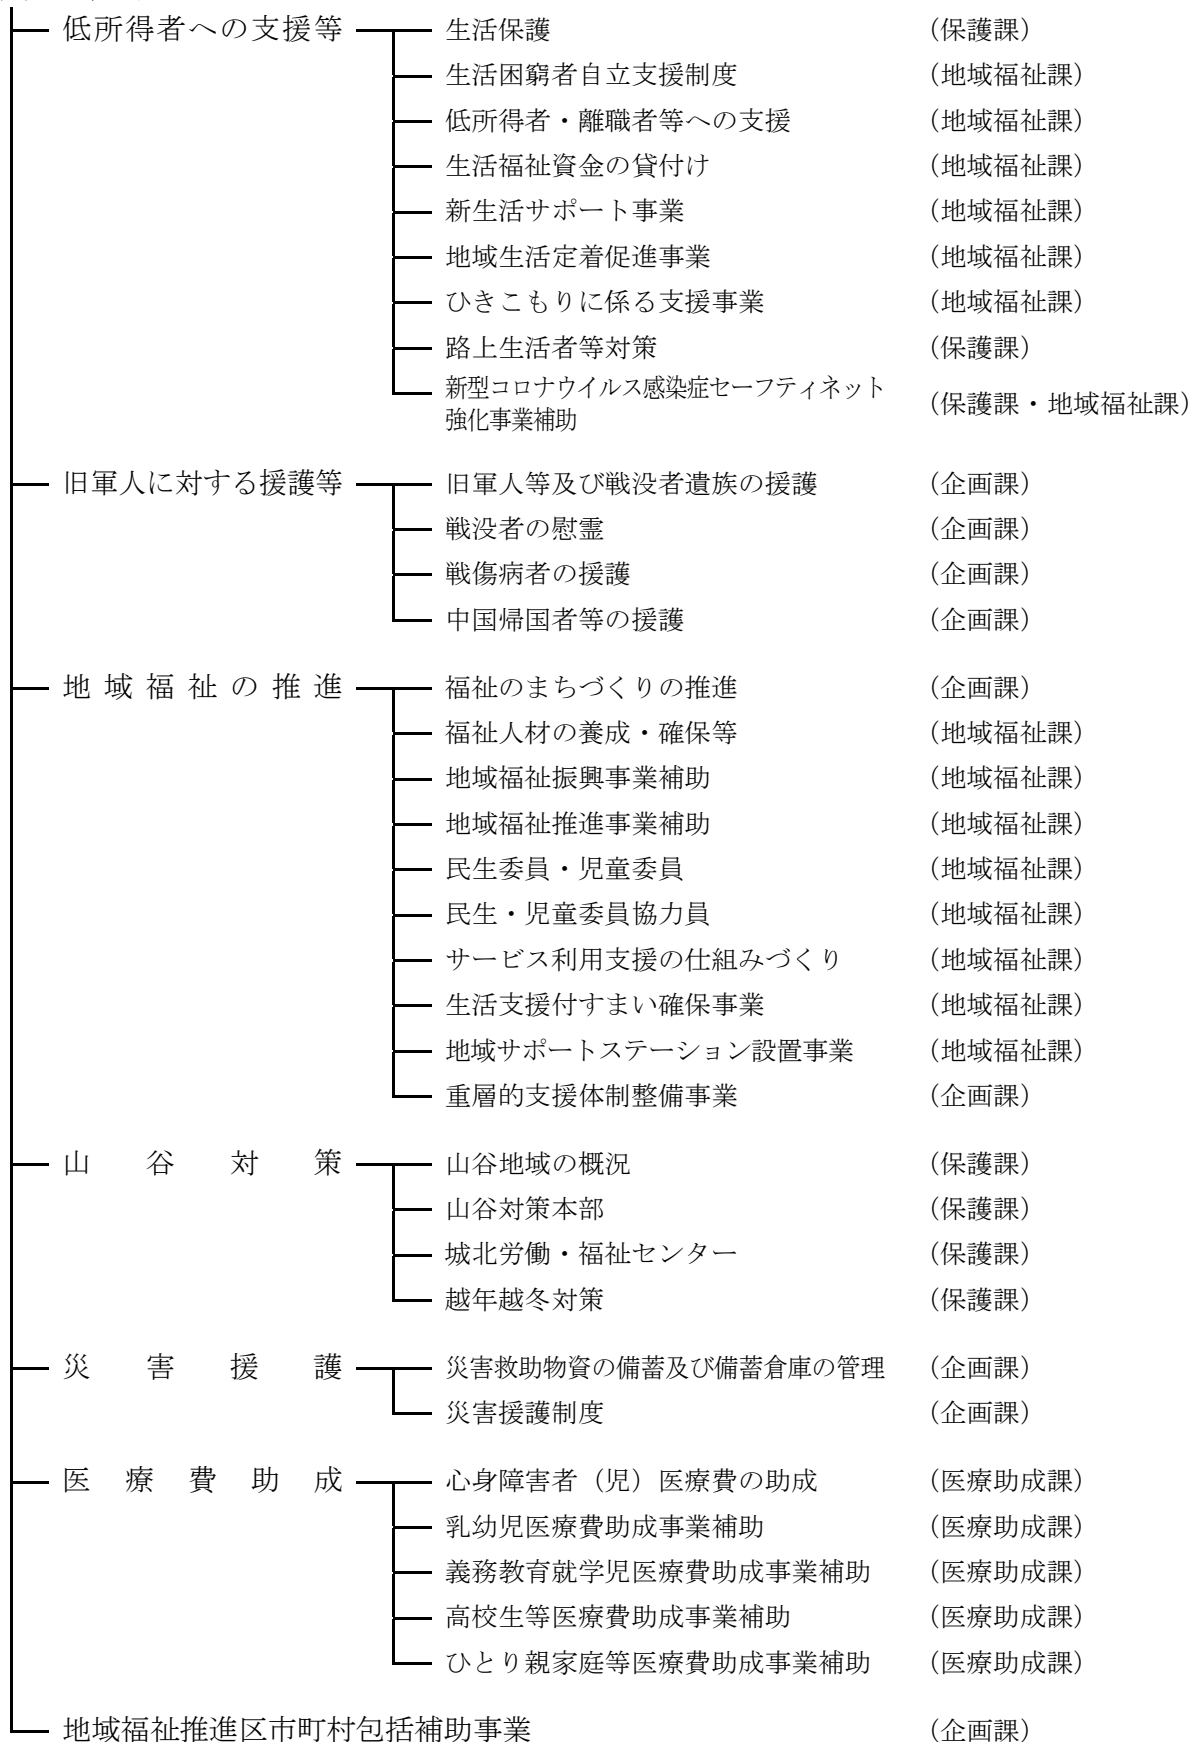 低所得者への支援等 生活保護 （保護課）
生活困窮者自立支援制度 （地域福祉課）
低所得者・離職者等への支援 （地域福祉課）
生活福祉資金の貸付け （地域福祉課）
新生活サポート事業 （地域福祉課）
地域生活定着促進事業 （地域福祉課）
ひきこもりに係る支援事業 （地域福祉課）
路上生活者等対策 （保護課）
新型コロナウイルス感染症セーフティネット
強化事業補助 （保護課・地域福祉課）
旧軍人に対する援護等 旧軍人等及び戦没者遺族の援護 （企画課）
戦没者の慰霊 （企画課）
戦傷病者の援護 （企画課）
中国帰国者等の援護 （企画課）
地域福祉の推進 福祉のまちづくりの推進 （企画課）
福祉人材の養成・確保等 （地域福祉課）
地域福祉振興事業補助 （地域福祉課）
地域福祉推進事業補助 （地域福祉課）
民生委員・児童委員 （地域福祉課）
民生・児童委員協力員 （地域福祉課）
サービス利用支援の仕組みづくり （地域福祉課）
生活支援付すまい確保事業 （地域福祉課）
地域サポートステーション設置事業 （地域福祉課）
重層的支援体制整備事業 （企画課）
山谷対策 山谷地域の概況 （保護課）
山谷対策本部 （保護課）
城北労働・福祉センター （保護課）
越年越冬対策 （保護課）
災害援護 災害救助物資の備蓄及び備蓄倉庫の管理 （企画課）
災害援護制度 （企画課）
医療費助成 心身障害者（児）医療費の助成 （医療助成課）
乳幼児医療費助成事業補助 （医療助成課）
義務教育就学児医療費助成事業補助 （医療助成課）
高校生等医療費助成事業補助 （医療助成課）
ひとり親家庭等医療費助成事業補助 （医療助成課）
地域福祉推進区市町村包括補助事業 （企画課）